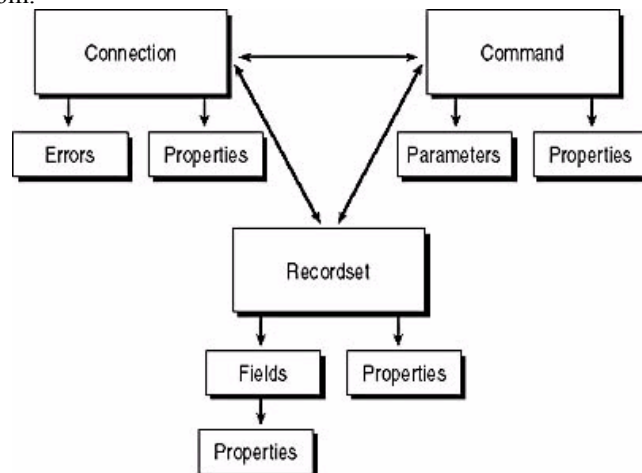 Connection
Command
Errors
Properties
Parameters
Properties
Recordset
Fields
Properties
Properties